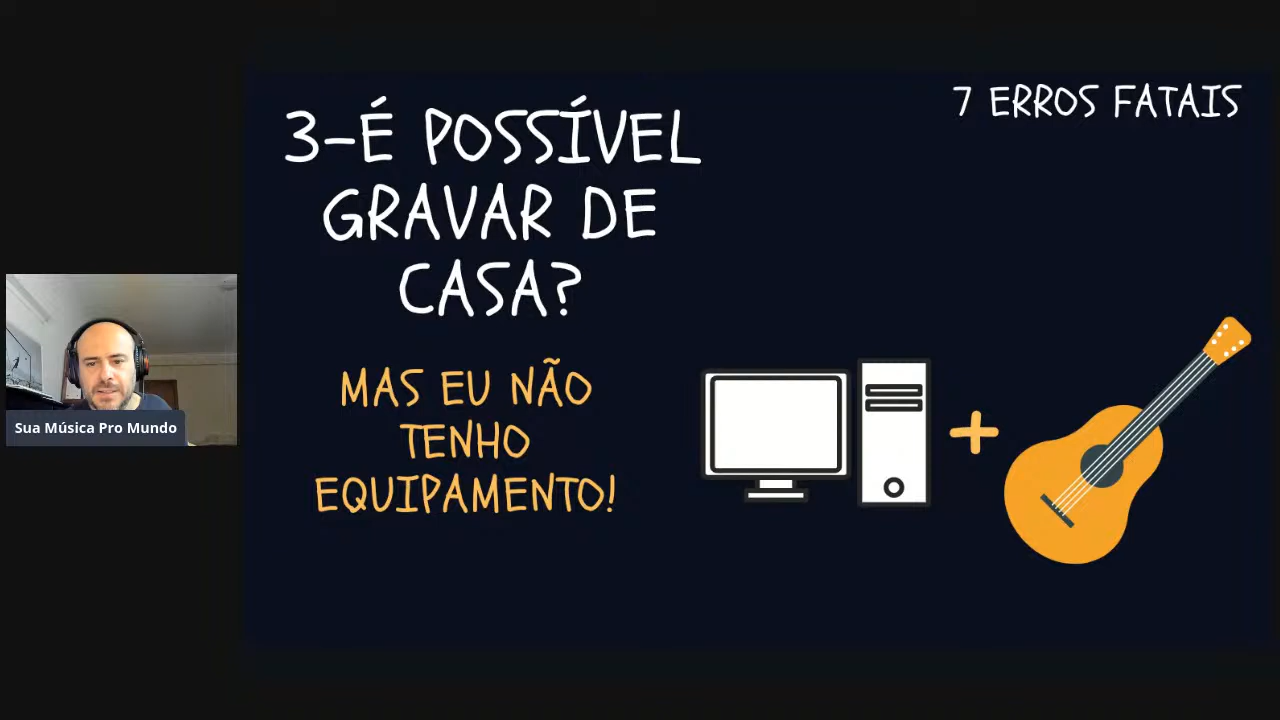 7 ERROS FATAIS
3-É POSSÍVEL
GRAVAR DE
CASA?
MAS EU NÃO
TENHO
EQUIPAMENTO!
Sua Música Pro Mundo